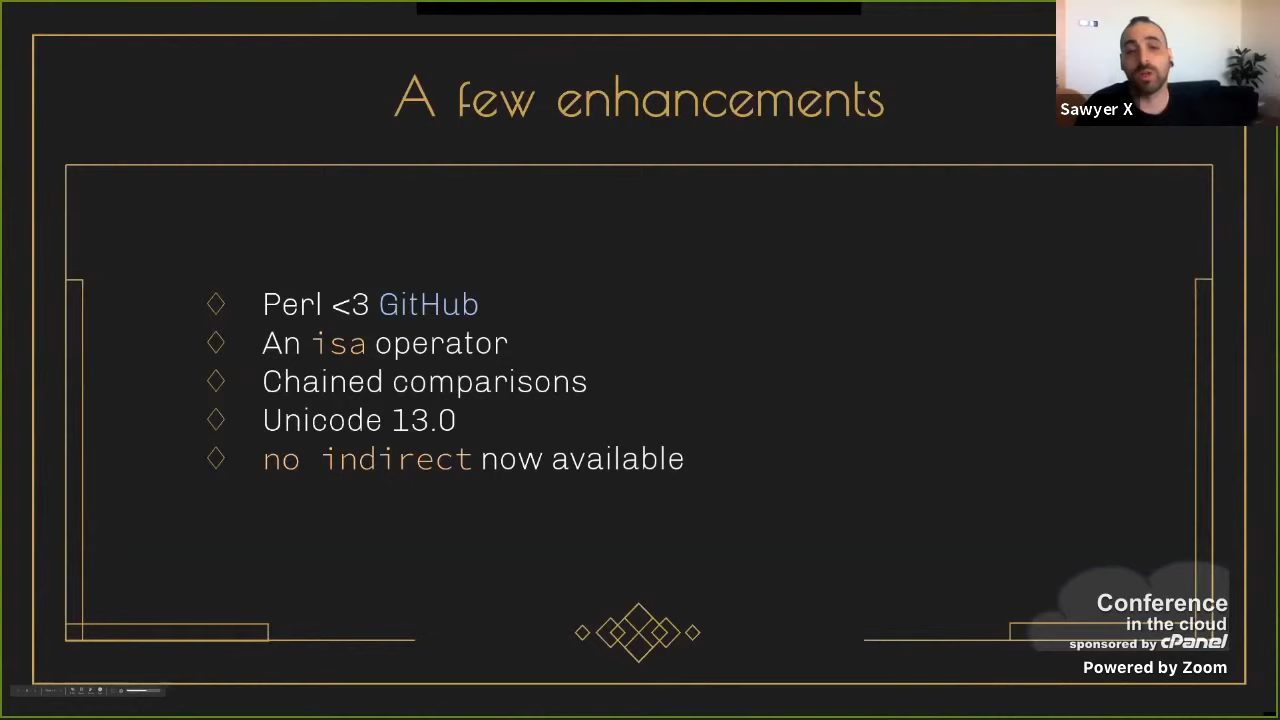 A few enhancements
Sawyer X
Perl <3 GitHub
An isa operator
Chained comparisons
Unicode 13.0
no indirect now available
Conference
in the cloud
sponsored by cPanel
Powered by Zoom